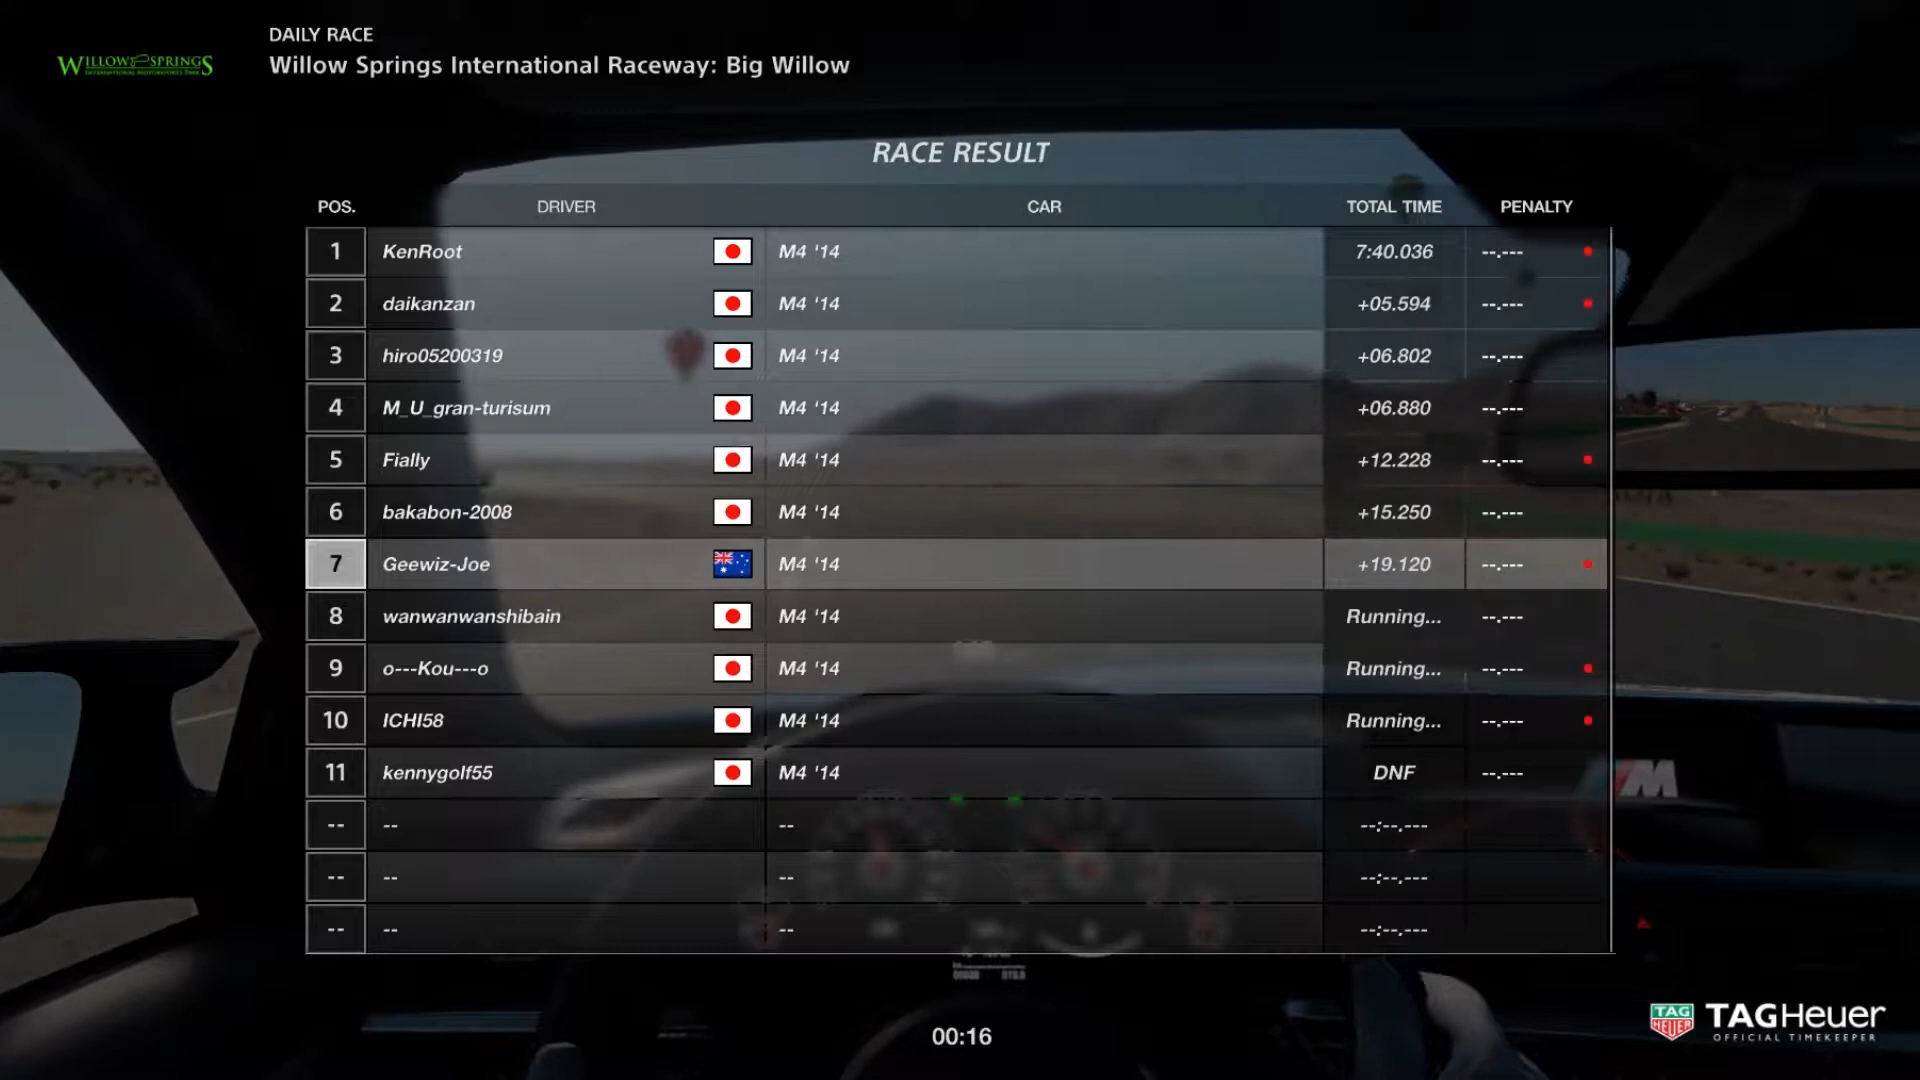 WILLOW SPRINGS
DAILY RACE
Willow Springs International Raceway: Big Willow
RACE RESULT
POS. DRIVER CAR TOTAL TIME PENALTY
1 KenRoot M4 '14 7:40.036 --.---
2 daikanzan M4 '14 +05.594 --.---
3 hiro05200319 M4 '14 +06.802 --.---
4 M_U_gran-turisum M4 '14 +06.880 --.---
5 Fially M4 '14 +12.228 --.---
6 bakabon-2008 M4 '14 +15.250 --.---
7 Geewiz-Joe M4 '14 +19.120 --.---
8 wanwanwanshibain M4 '14 Running... --.---
9 o---Kou---o M4 '14 Running... --.---
10 ICHI58 M4 '14 Running... --.---
11 kennygolf55 M4 '14 DNF --.---
-- -- -- --:--.---
-- -- -- --:--.---
-- -- -- --:--.---
M
00:16
TAG HEUER TAGHeuer
OFFICIAL TIMEKEEPER